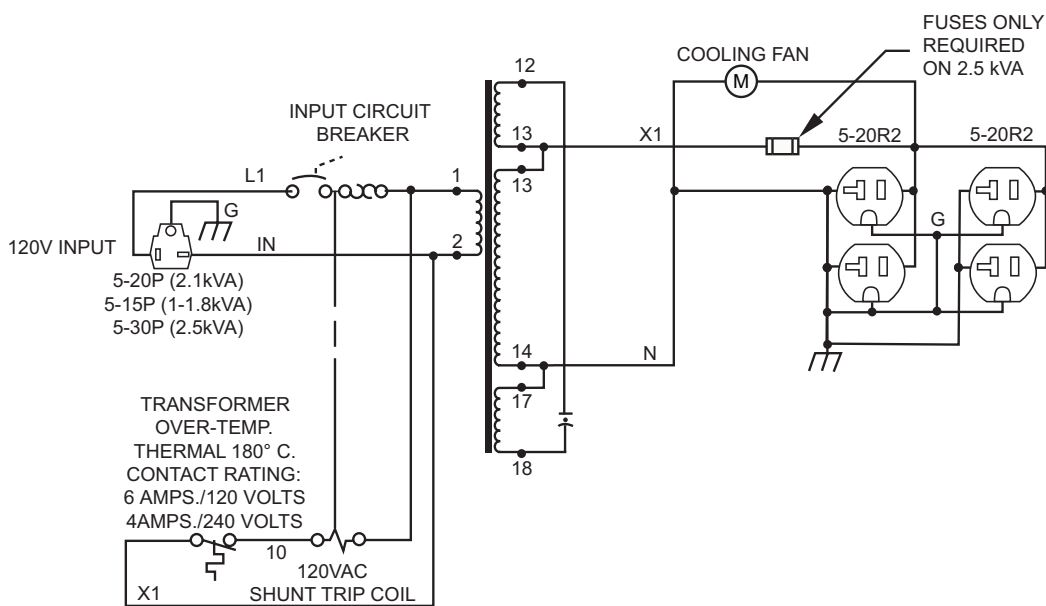 FUSES ONLY
REQUIRED
ON 2.5 kVA
COOLING FAN
M
12
INPUT CIRCUIT
BREAKER
13
X1
5-20R2
5-20R2
L1
1
13
G
G
120V INPUT
IN
2
5-20P (2.1kVA)
5-15P (1-1.8kVA)
5-30P (2.5kVA)
14
N
17
18
TRANSFORMER
OVER-TEMP.
THERMAL 180° C.
CONTACT RATING:
6 AMPS./120 VOLTS
4AMPS./240 VOLTS
10
120VAC
X1
SHUNT TRIP COIL